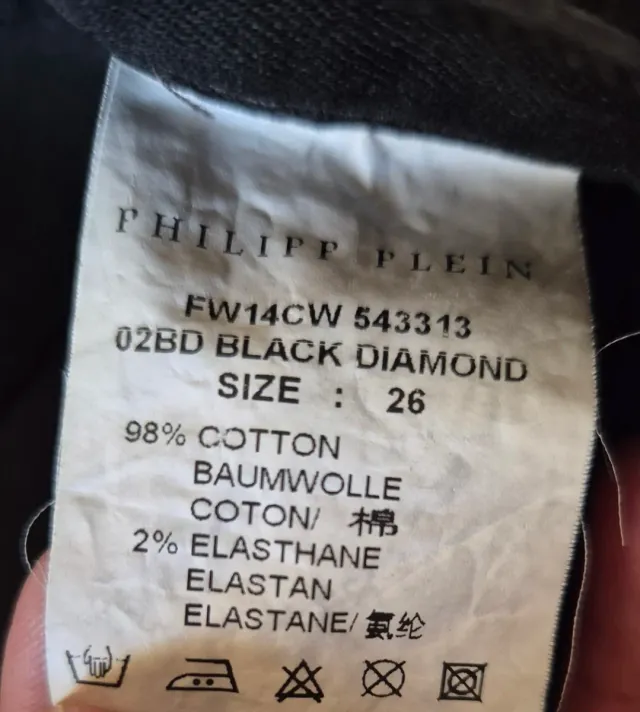 PHILIPP PLEIN
FW14CW 543313
02BD BLACK DIAMOND
SIZE : 26
98% COTTON
BAUMWOLLE
COTON/ 棉
2% ELASTHANE
ELASTAN
ELASTANE/氨纶